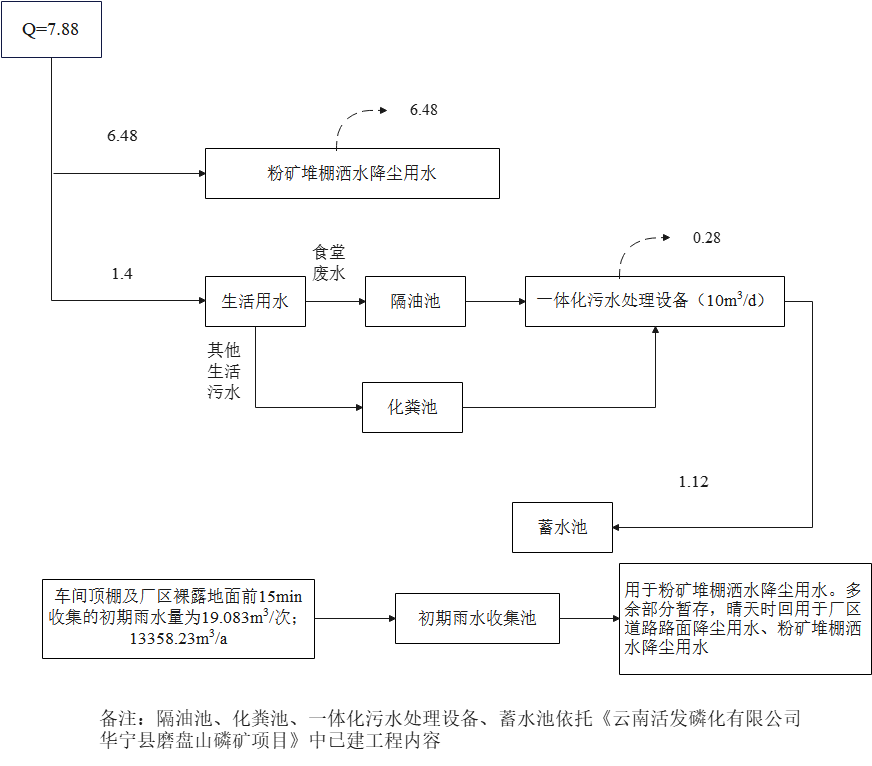 Q=7.88
6.48
6.48
粉矿堆棚洒水降尘用水
0.28
1.4
食堂
废水
生活用水
隔油池
一体化污水处理设备（10m³/d）
其他
生活
污水
化粪池
1.12
蓄水池
车间顶棚及厂区裸露地面前15min
收集的初期雨水量为19.083m³/次；
13358.23m³/a
初期雨水收集池
用于粉矿堆棚洒水降尘用水。多
余部分暂存，晴天时回用于厂区
道路路面降尘用水、粉矿堆棚洒
水降尘用水
备注：隔油池、化粪池、一体化污水处理设备、蓄水池依托《云南活发磷化有限公司
华宁县磨盘山磷矿项目》中已建工程内容